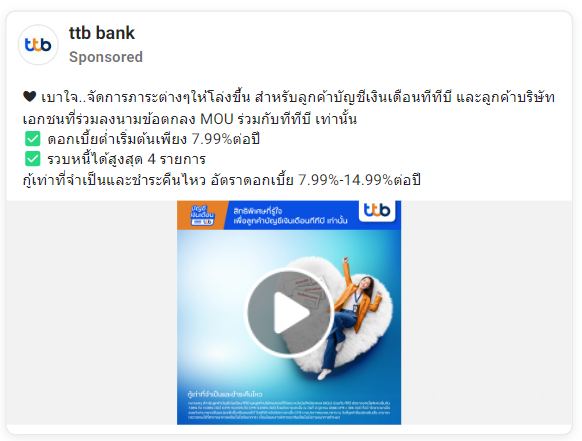 ttb bank
Sponsored
🖤 เบาใจ..จัดการภาระต่างๆให้โล่งขึ้น สำหรับลูกค้าบัญชีเงินเดือนทีทีบี และลูกค้าบริษัท
เอกชนที่ร่วมลงนามข้อตกลง MOU ร่วมกับทีทีบี เท่านั้น
✅ ดอกเบี้ยต่ำเริ่มต้นเพียง 7.99%ต่อปี
✅ รวบหนี้ได้สูงสุด 4 รายการ
กู้เท่าที่จำเป็นและชำระคืนไหว อัตราดอกเบี้ย 7.99%-14.99%ต่อปี
บัญชี
เงินเดือน
ttb
สิทธิพิเศษที่รู้ใจ
เพื่อลูกค้าบัญชีเงินเดือนทีทีบี เท่านั้น
ttb
กู้เท่าที่จำเป็นและชำระคืนไหว